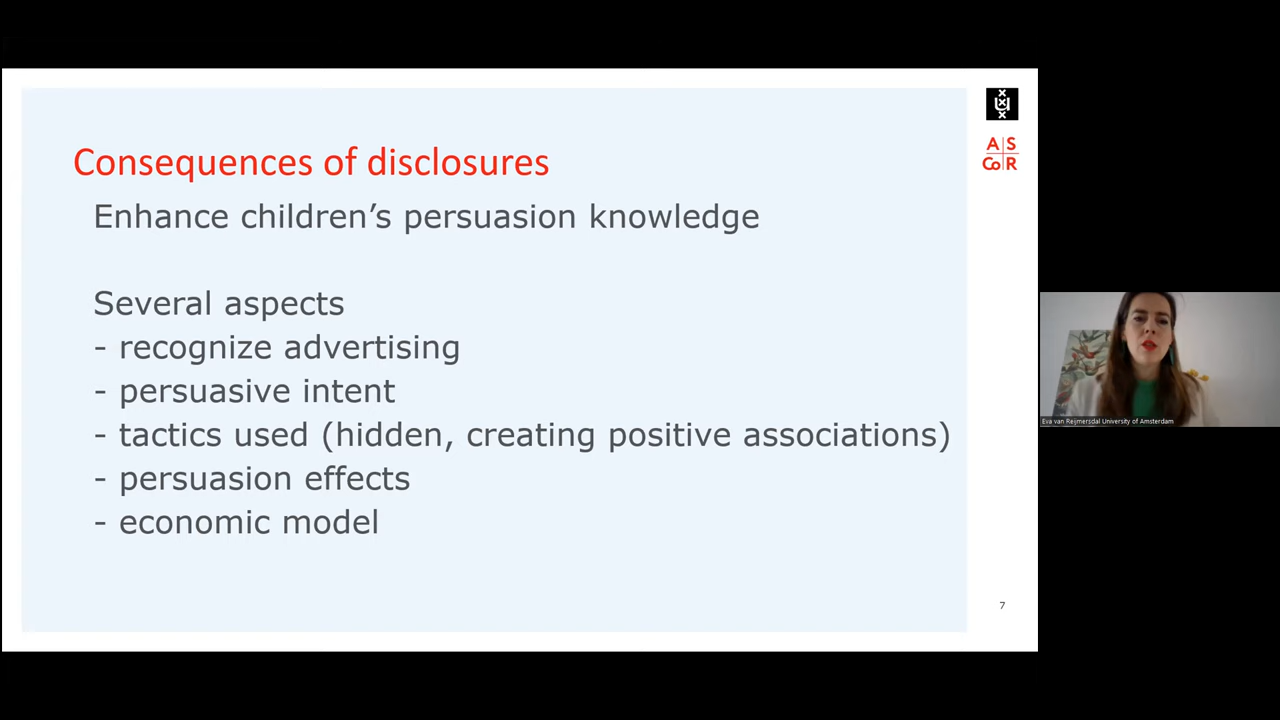 Consequences of disclosures
Enhance children’s persuasion knowledge
Several aspects
- recognize advertising
- persuasive intent
- tactics used (hidden, creating positive associations)
- persuasion effects
- economic model
7
A S
Co R
Eva van Reijmersdal University of Amsterdam